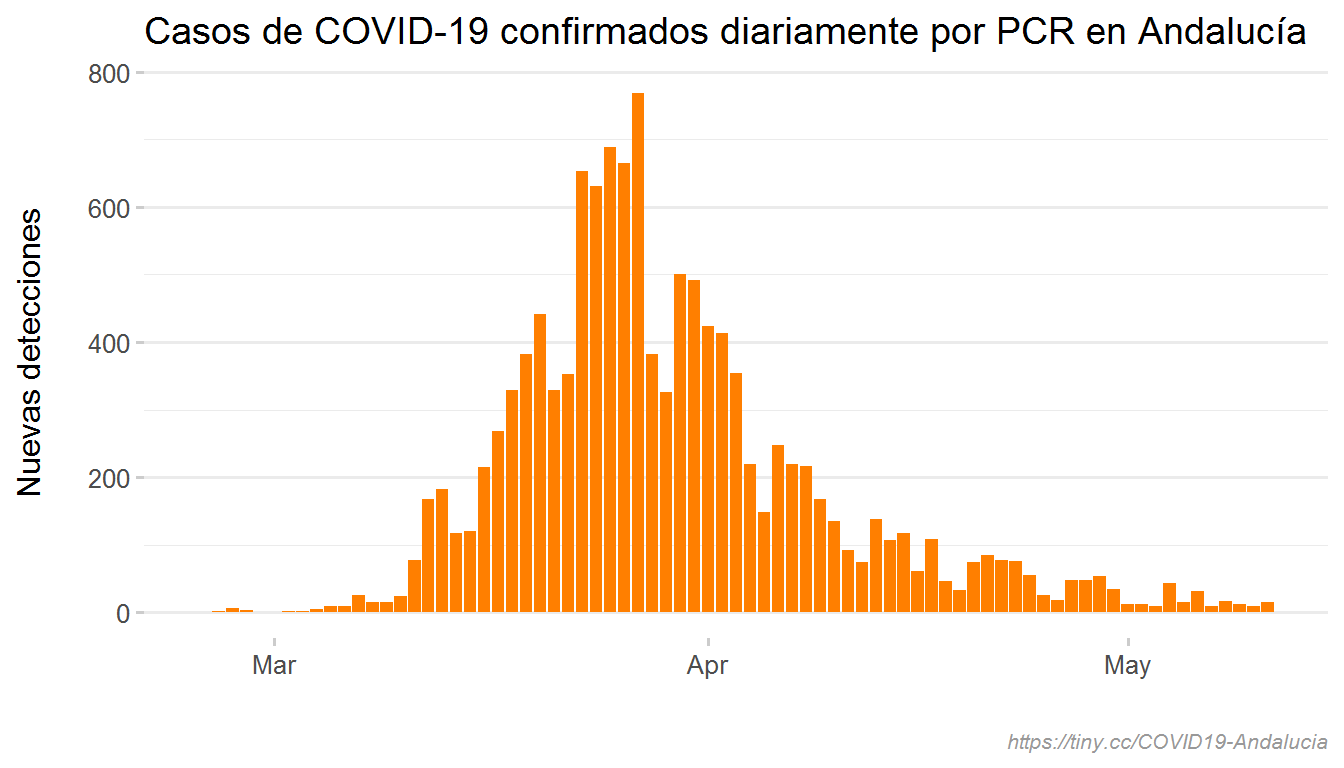 Casos de COVID-19 confirmados diariamente por PCR en Andalucía
Nuevas detecciones
800
600
400
200
0
Mar Apr May
https://tiny.cc/COVID19-Andalucia